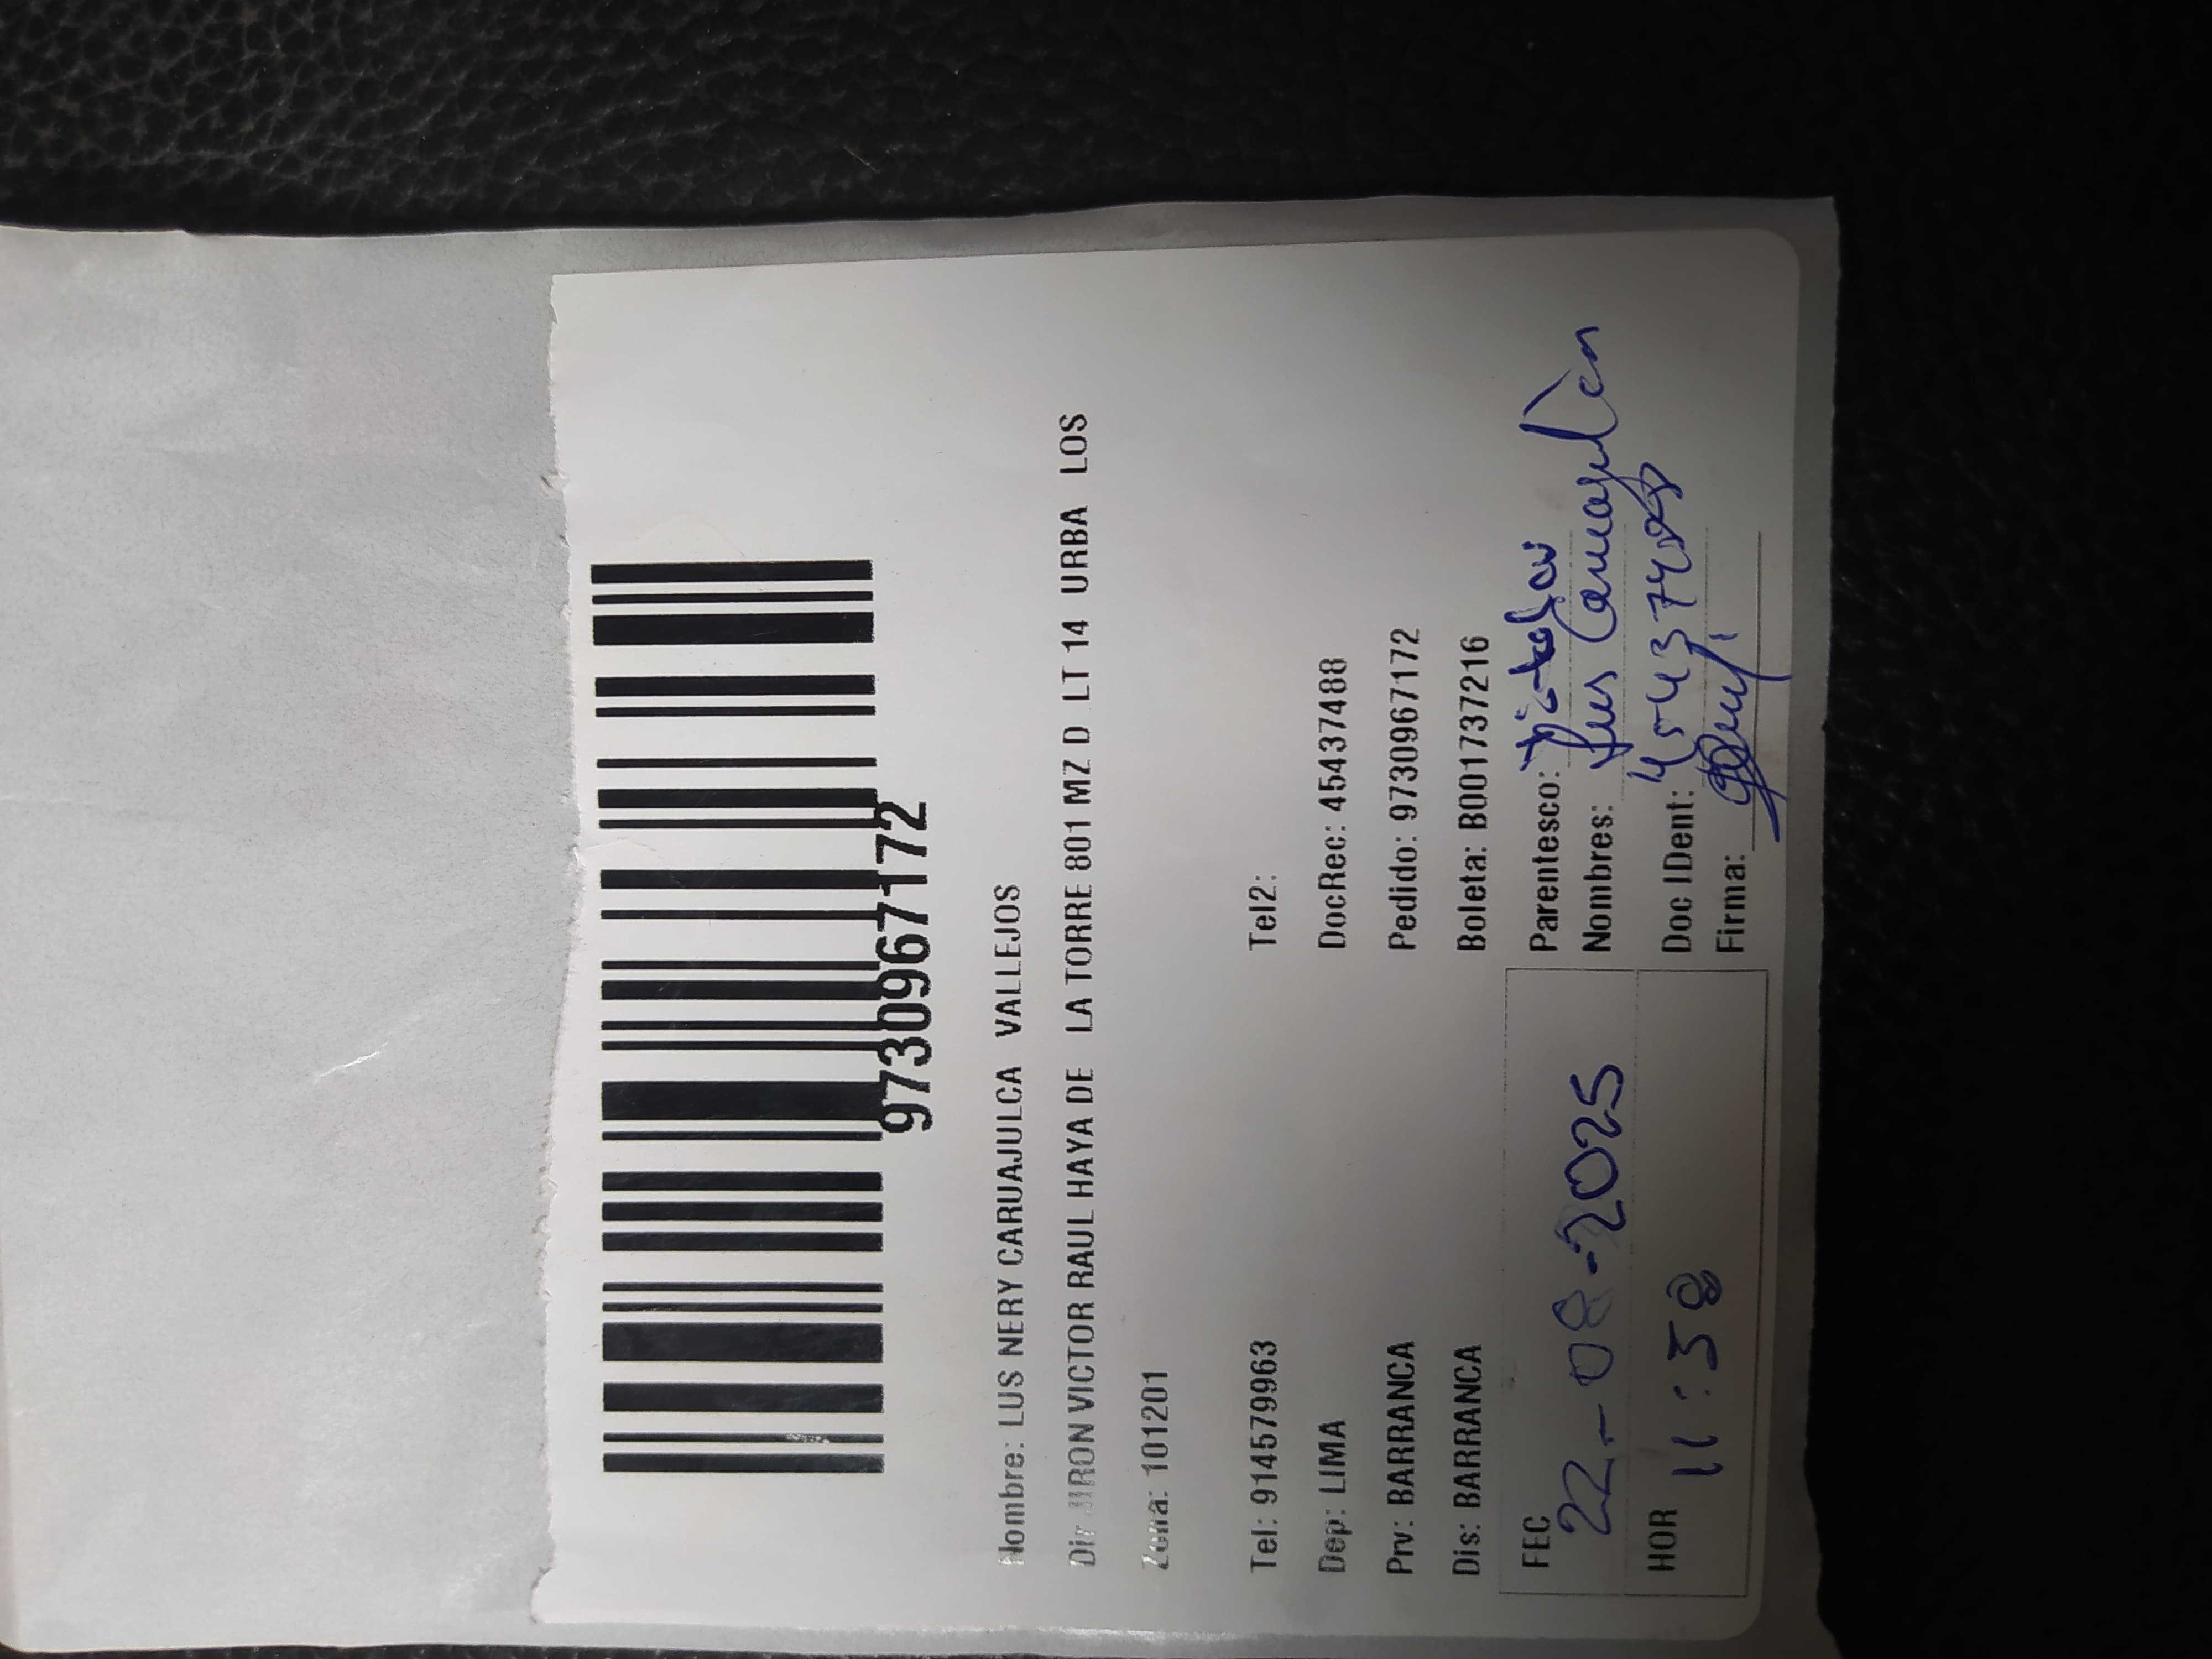 973096717​2
Nombre: LUS NERY CARUAJULCA VALLEJOS
Dir JIRON VICTOR RAUL HAYA DE LA TORRE 801 MZ D LT 14 URBA LOS
Zona: 101201
Tel: 914579963 Tel2:
Dep: LIMA DocRec: 45437488
Prv: BARRANCA Pedido: 9730967172
Dis: BARRANCA Boleta: B001737216
FEC 22-08-2025 Parentesco: titular
Nombres: Lus Caruajulca
HOR 11:58 Doc IDent: 45437488
Firma: